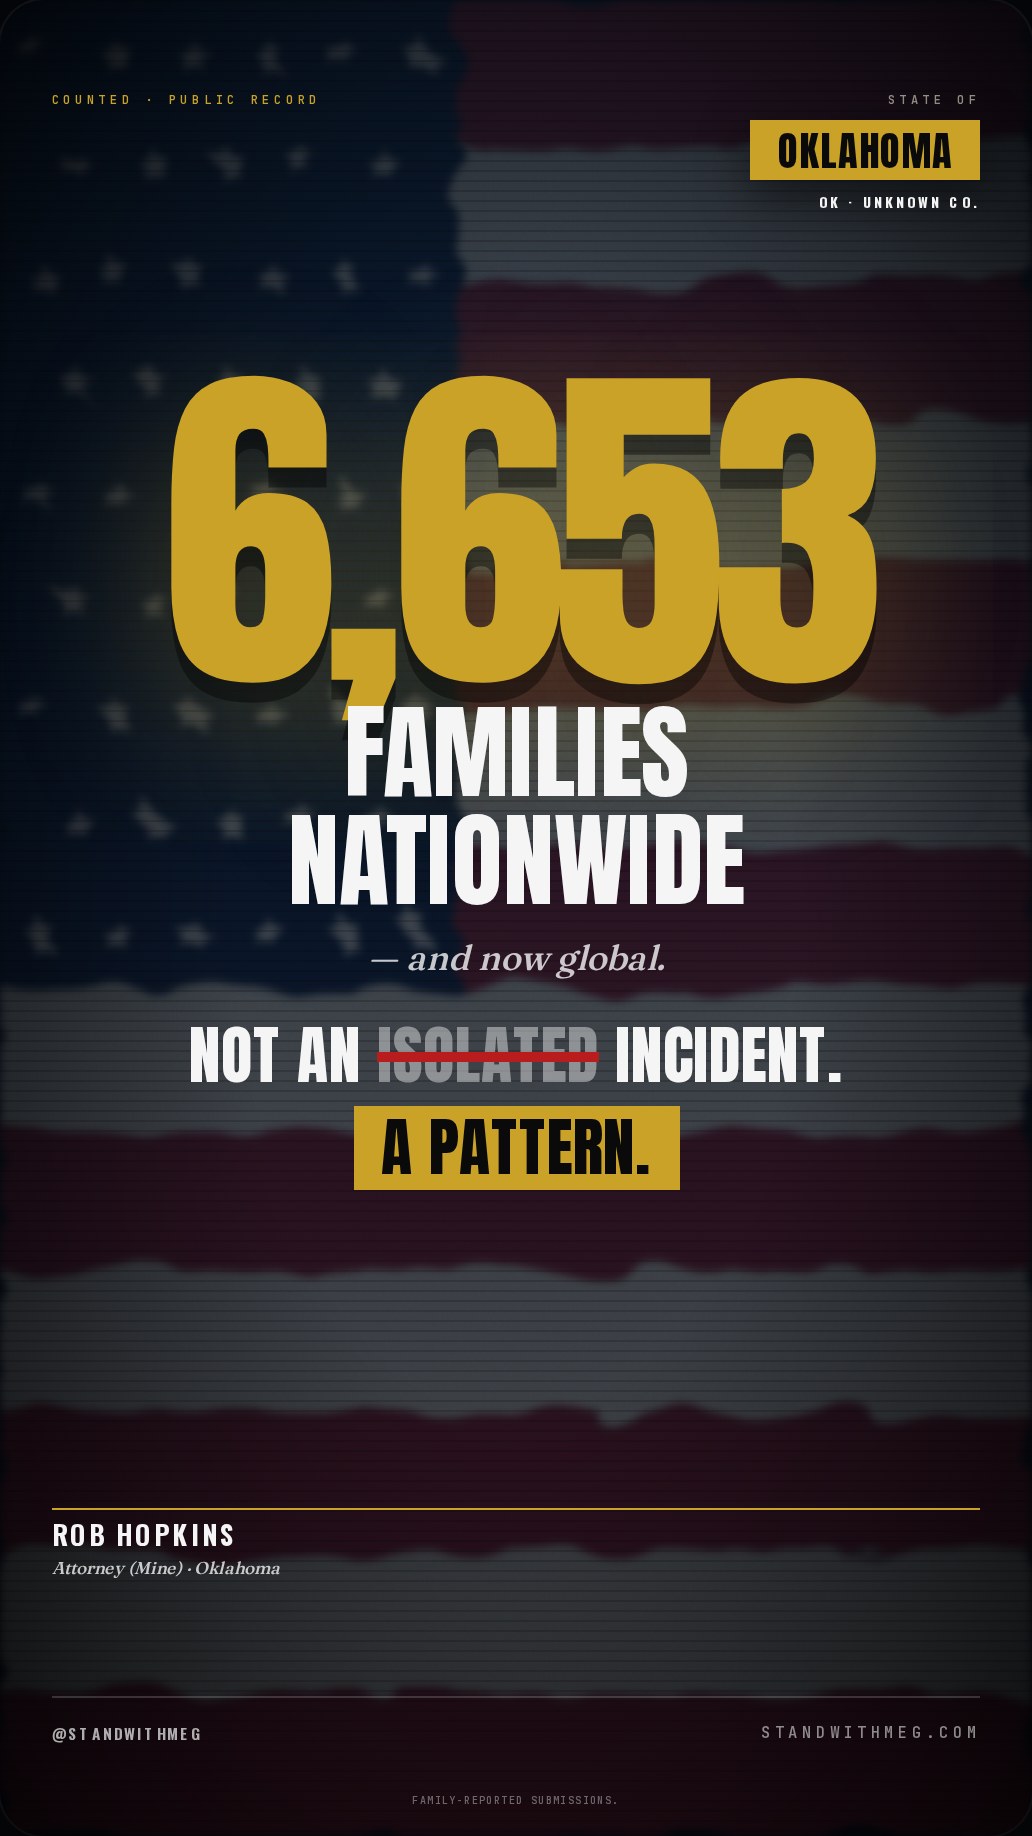 COUNTED · PUBLIC RECORD
STATE OF
OKLAHOMA
OK · UNKNOWN CO.
6,653
FAMILIES
NATIONWIDE
— and now global.
NOT AN ISOLATED INCIDENT.
A PATTERN.
ROB HOPKINS
Attorney (Mine) · Oklahoma
@STANDWITHMEG
STANDWITHMEG.COM
FAMILY-REPORTED SUBMISSIONS.